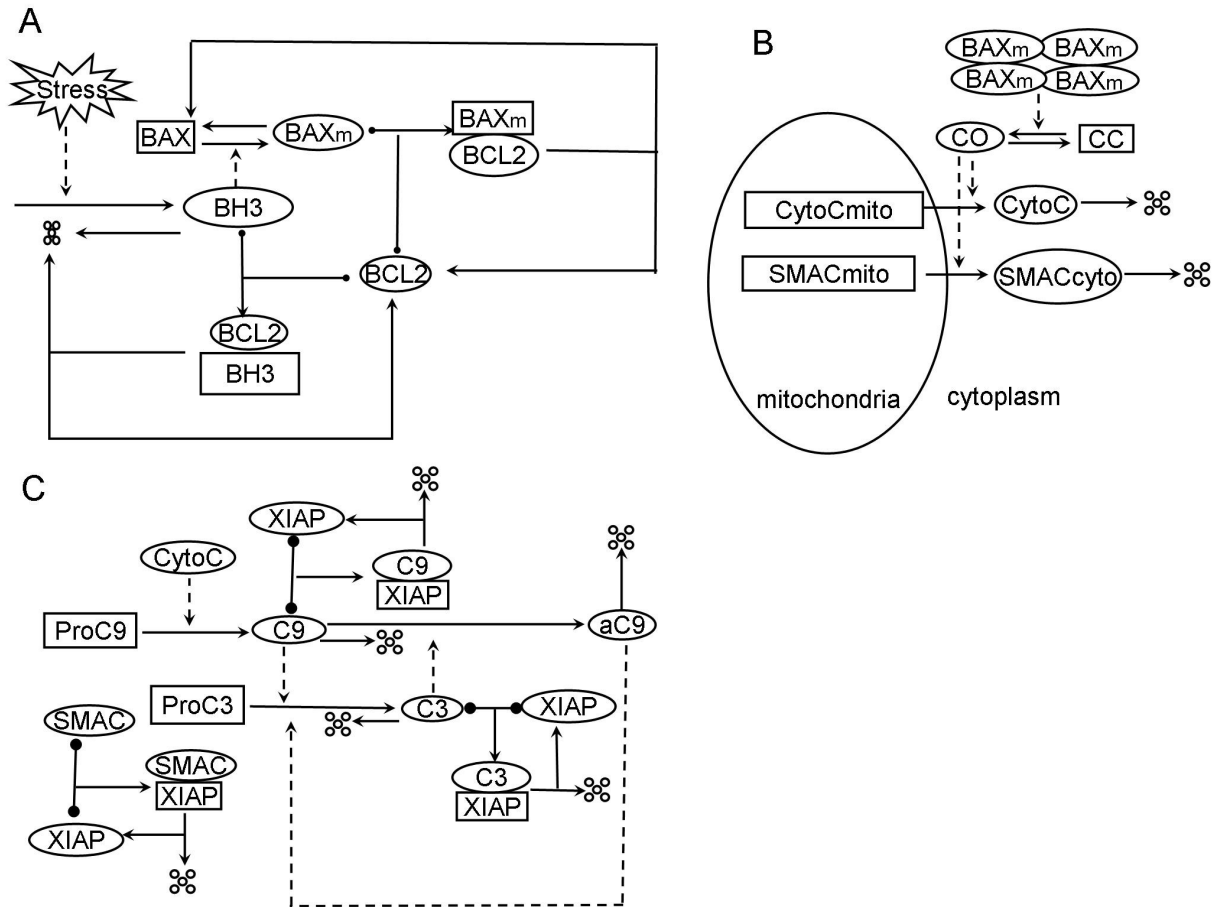 A
Stress
BAX
BAXm
BAXm
BCL2
BH3
BCL2
BCL2
BH3
B
BAXm BAXm
BAXm BAXm
CO
CC
CytoCmito
CytoC
SMACmito
SMACcyto
mitochondria
cytoplasm
C
XIAP
CytoC
C9
XIAP
ProC9
C9
aC9
ProC3
C3
XIAP
SMAC
SMAC
XIAP
C3
XIAP
XIAP